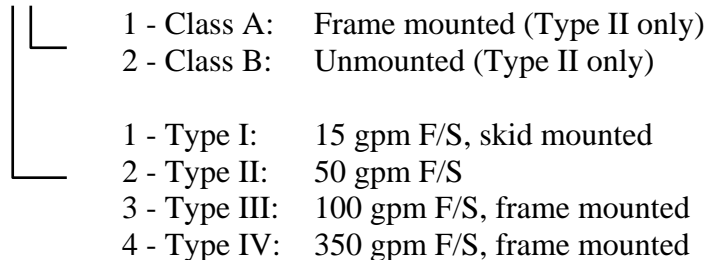 1 - Class A: Frame mounted (Type II only)
2 - Class B: Unmounted (Type II only)
1 - Type I: 15 gpm F/S, skid mounted
2 - Type II: 50 gpm F/S
3 - Type III: 100 gpm F/S, frame mounted
4 - Type IV: 350 gpm F/S, frame mounted